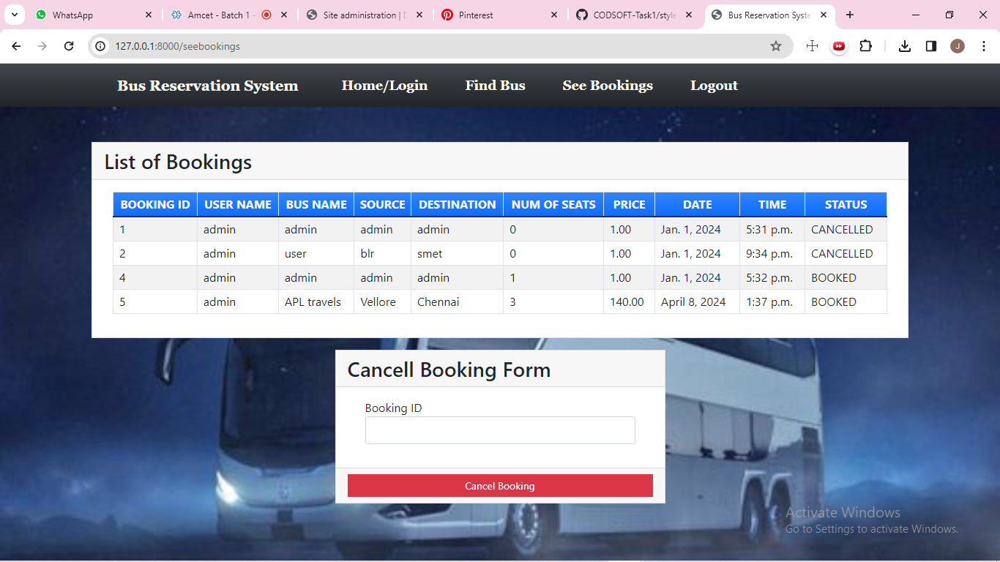 WhatsApp
Amcet - Batch 1 -
Site administration | D
Pinterest
CODSOFT-Task1/style
Bus Reservation Syste
127.0.0.1:8000/seebookings
J
Bus Reservation System Home/Login Find Bus See Bookings Logout
List of Bookings
BOOKING ID USER NAME BUS NAME SOURCE DESTINATION NUM OF SEATS PRICE DATE TIME STATUS
1 admin admin admin admin 0 1.00 Jan. 1, 2024 5:31 p.m. CANCELLED
2 admin user blr smet 0 1.00 Jan. 1, 2024 9:34 p.m. CANCELLED
4 admin admin admin admin 1 1.00 Jan. 1, 2024 5:32 p.m. BOOKED
5 admin APL travels Vellore Chennai 3 140.00 April 8, 2024 1:37 p.m. BOOKED
Cancell Booking Form
Booking ID
Cancel Booking
Activate Windows
Go to Settings to activate Windows.